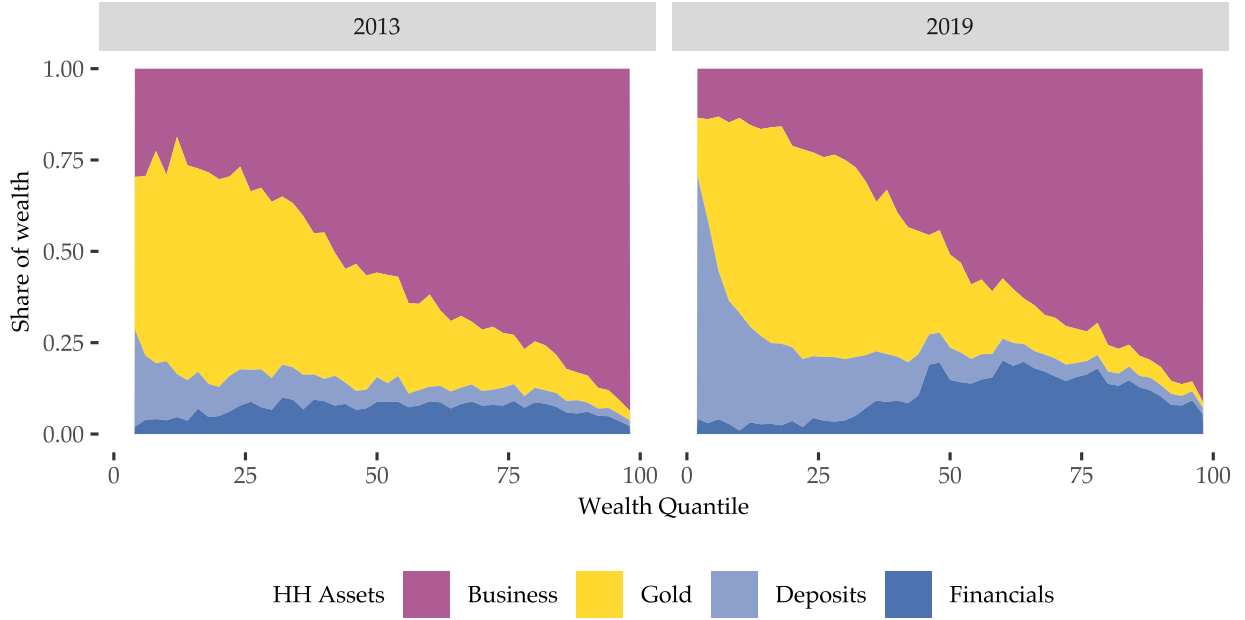 2013 2019
1.00
0.75
0.50
0.25
0.00
Share of wealth
0 25 50 75 100 0 25 50 75 100
Wealth Quantile
HH Assets Business Gold Deposits Financials